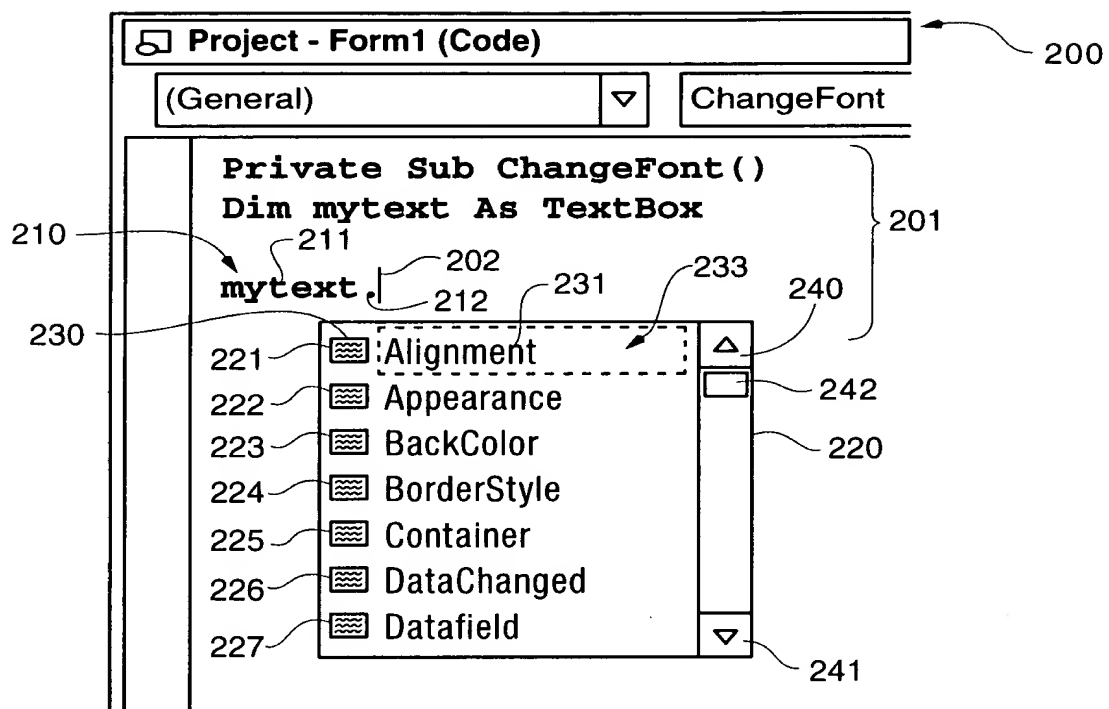 Project - Form1 (Code)
200
(General) ChangeFont
Private Sub ChangeFont()
Dim mytext As TextBox
201
210 211
202 233
mytext.
212 231 240
230
221 Alignment
222 Appearance
242
223 BackColor
220
224 BorderStyle
225 Container
226 DataChanged
227 Datafield
241